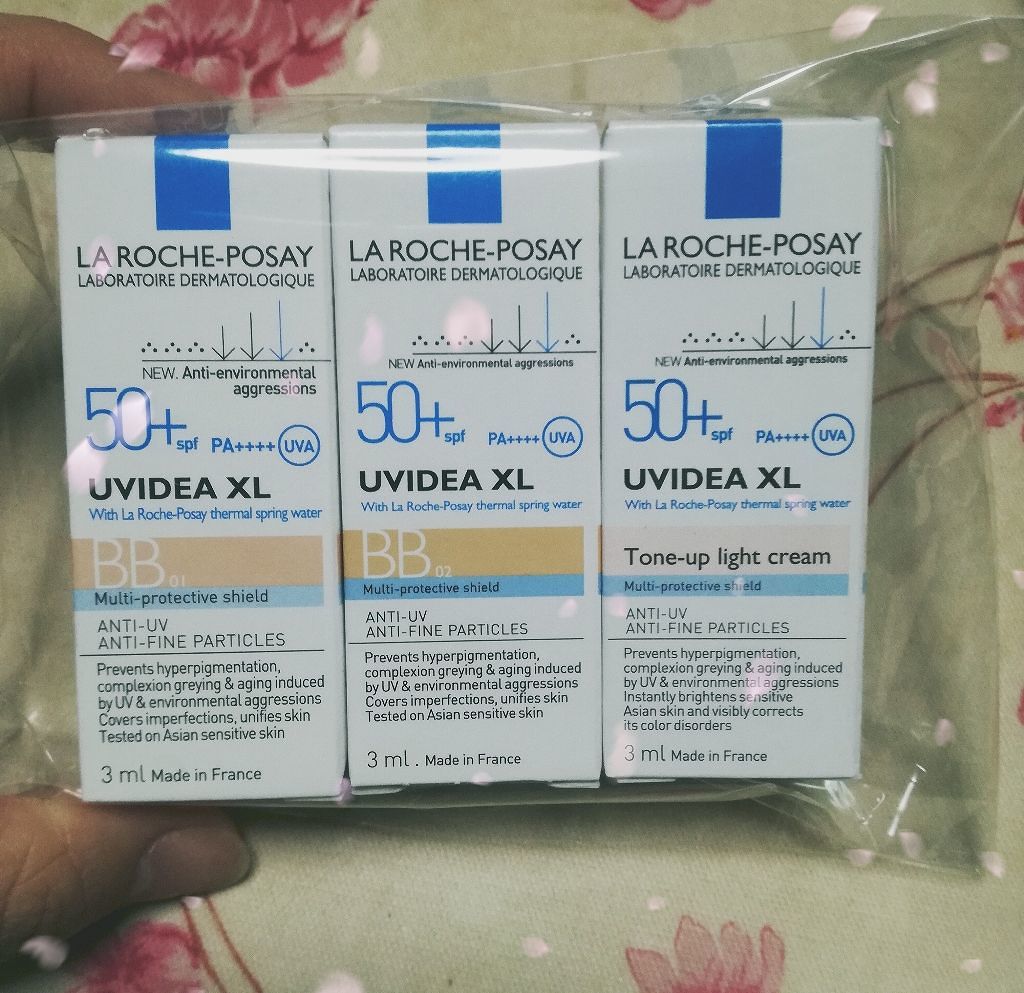 LA ROCHE-POSAY
LABORATOIRE DERMATOLOGIQUE
NEW. Anti-environmental
aggressions
50+ spf PA++++ UVA
UVIDEA XL
With La Roche-Posay thermal spring water
BB 01
Multi-protective shield
ANTI-UV
ANTI-FINE PARTICLES
Prevents hyperpigmentation,
complexion greying & aging induced
by UV & environmental aggressions
Covers imperfections, unifies skin
Tested on Asian sensitive skin
3 ml Made in France
LA ROCHE-POSAY
LABORATOIRE DERMATOLOGIQUE
NEW Anti-environmental aggressions
50+ spf PA++++ UVA
UVIDEA XL
With La Roche-Posay thermal spring water
BB 02
Multi-protective shield
ANTI-UV
ANTI-FINE PARTICLES
Prevents hyperpigmentation,
complexion greying & aging induced
by UV & environmental aggressions
Covers imperfections, unifies skin
Tested on Asian sensitive skin
3 ml . Made in France
LA ROCHE-POSAY
LABORATOIRE DERMATOLOGIQUE
NEW Anti-environmental aggressions
50+ spf PA++++ UVA
UVIDEA XL
With La Roche-Posay thermal spring water
Tone-up light cream
Multi-protective shield
ANTI-UV
ANTI-FINE PARTICLES
Prevents hyperpigmentation,
complexion greying & aging induced
by UV & environmental aggressions
Instantly brightens sensitive
Asian skin and visibly corrects
its color disorders
3 ml Made in France